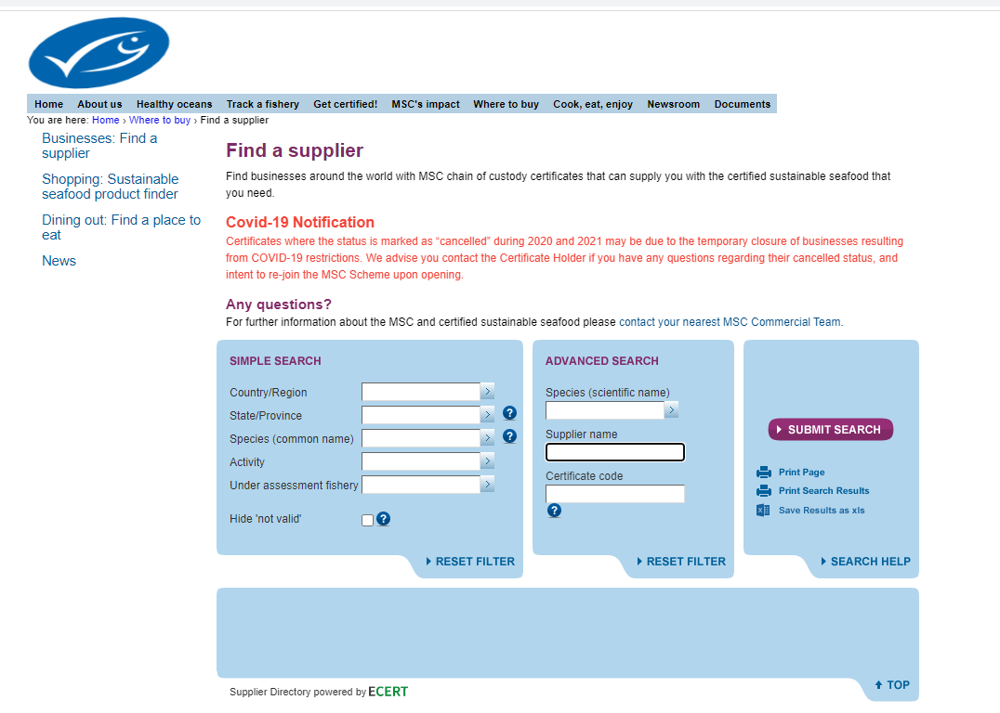 Home About us Healthy oceans Track a fishery Get certified! MSC's impact Where to buy Cook, eat, enjoy Newsroom Documents
You are here: Home › Where to buy › Find a supplier
Businesses: Find a
supplier
Shopping: Sustainable
seafood product finder
Dining out: Find a place to
eat
News
Find a supplier
Find businesses around the world with MSC chain of custody certificates that can supply you with the certified sustainable seafood that
you need.
Covid-19 Notification
Certificates where the status is marked as “cancelled” during 2020 and 2021 may be due to the temporary closure of businesses resulting
from COVID-19 restrictions. We advise you contact the Certificate Holder if you have any questions regarding their cancelled status, and
intent to re-join the MSC Scheme upon opening.
Any questions?
For further information about the MSC and certified sustainable seafood please contact your nearest MSC Commercial Team.
SIMPLE SEARCH
Country/Region
State/Province ?
Species (common name) ?
Activity
Under assessment fishery
Hide 'not valid' ?
RESET FILTER
ADVANCED SEARCH
Species (scientific name)
Supplier name
Certificate code
?
RESET FILTER
SUBMIT SEARCH
Print Page
Print Search Results
Save Results as xls
SEARCH HELP
TOP
Supplier Directory powered by ECERT